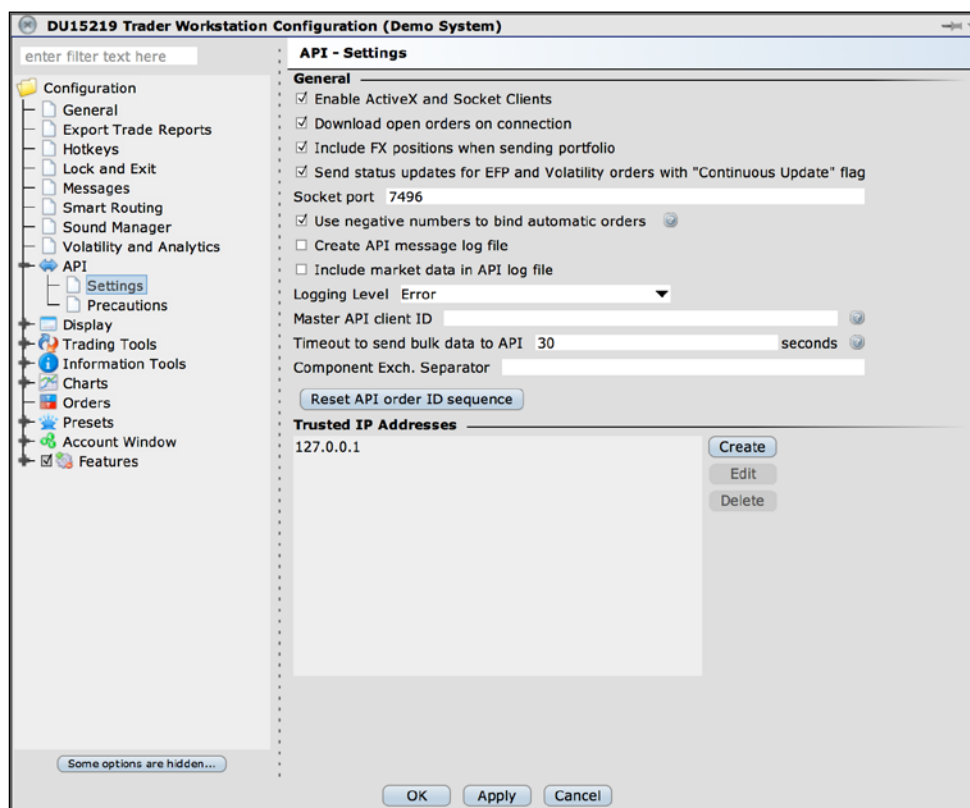 DU15219 Trader Workstation Configuration (Demo System)
enter filter text here
Configuration
General
Export Trade Reports
Hotkeys
Lock and Exit
Messages
Smart Routing
Sound Manager
Volatility and Analytics
API
Settings
Precautions
Display
Trading Tools
Information Tools
Charts
Orders
Presets
Account Window
Features
Some options are hidden...
API - Settings
General
Enable ActiveX and Socket Clients
Download open orders on connection
Include FX positions when sending portfolio
Send status updates for EFP and Volatility orders with "Continuous Update" flag
Socket port 7496
Use negative numbers to bind automatic orders
Create API message log file
Include market data in API log file
Logging Level Error
Master API client ID
Timeout to send bulk data to API 30 seconds
Component Exch. Separator
Reset API order ID sequence
Trusted IP Addresses
127.0.0.1
Create
Edit
Delete
OK Apply Cancel